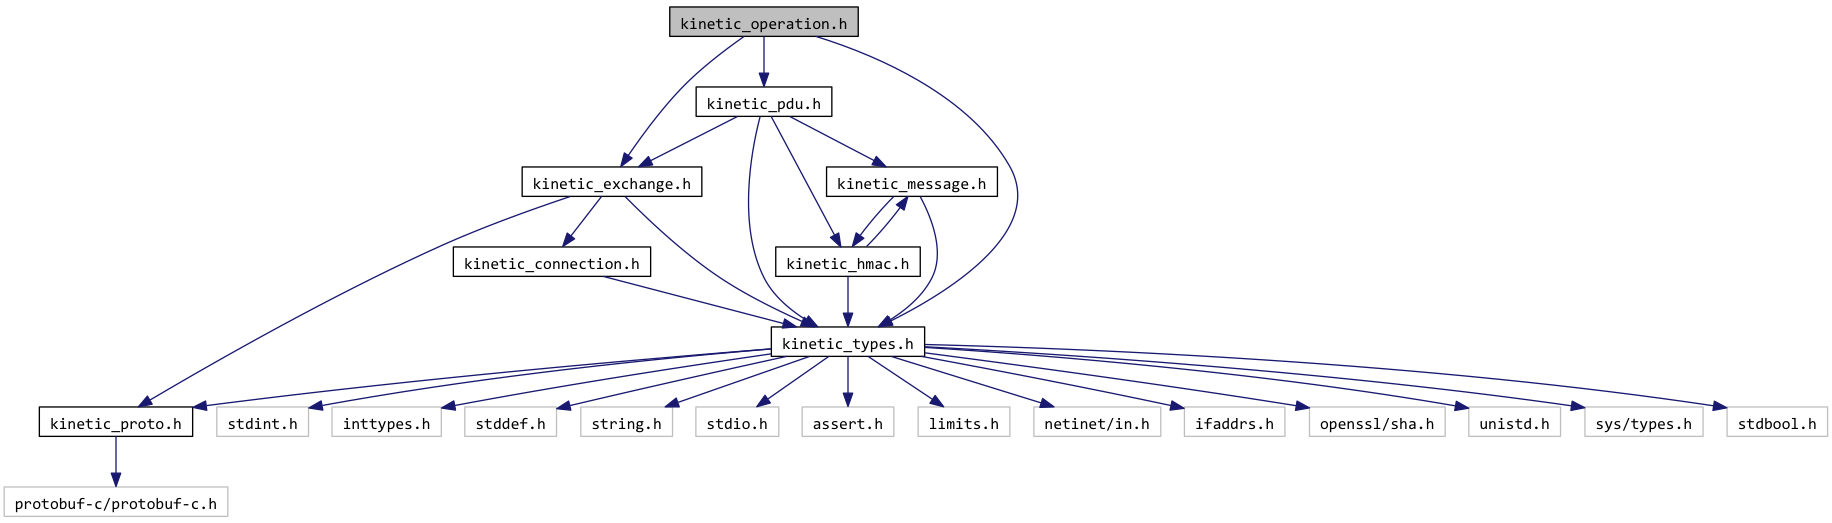 kinetic_operation.h
kinetic_pdu.h
kinetic_exchange.h
kinetic_message.h
kinetic_connection.h
kinetic_hmac.h
kinetic_types.h
kinetic_proto.h
stdint.h
inttypes.h
stddef.h
string.h
stdio.h
assert.h
limits.h
netinet/in.h
ifaddrs.h
openssl/sha.h
unistd.h
sys/types.h
stdbool.h
protobuf-c/protobuf-c.h